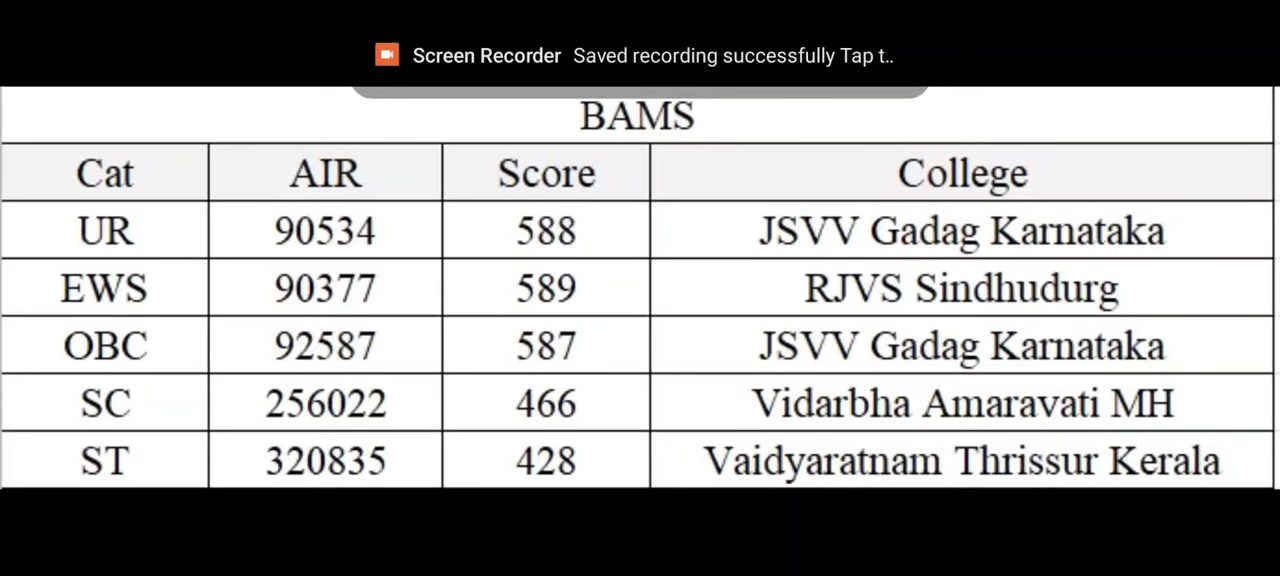 Screen Recorder Saved recording successfully Tap t..
BAMS
Cat AIR Score College
UR 90534 588 JSVV Gadag Karnataka
EWS 90377 589 RJVS Sindhudurg
OBC 92587 587 JSVV Gadag Karnataka
SC 256022 466 Vidarbha Amaravati MH
ST 320835 428 Vaidyaratnam Thrissur Kerala